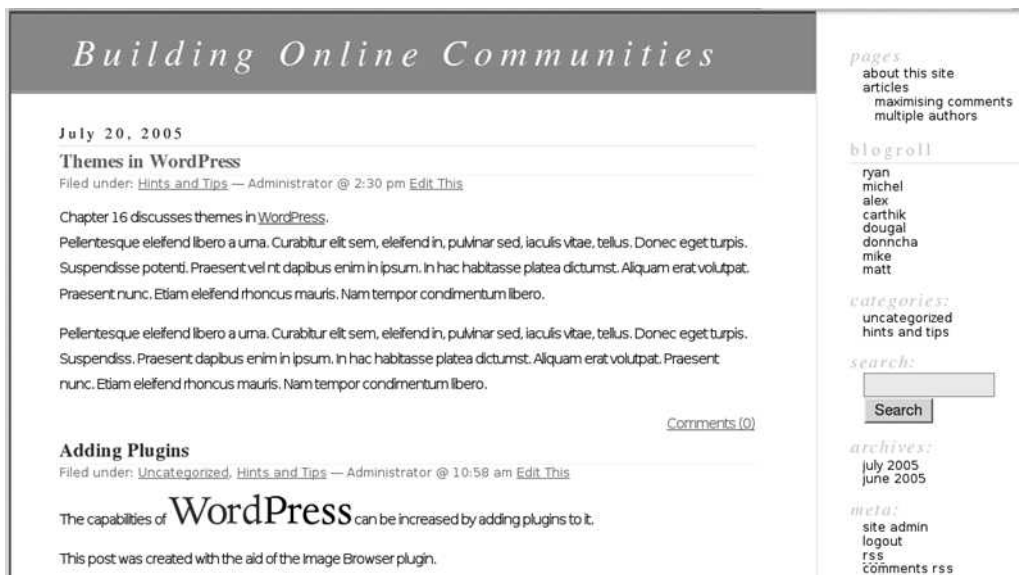 Building Online Communities
July 20, 2005
Themes in WordPress
Filed under: Hints and Tips — Administrator @ 2:30 pm Edit This
Chapter 16 discusses themes in WordPress.
Pellentesque eleifend libero a urna. Curabitur elit sem, eleifend in, pulvinar sed, iaculis vitae, tellus. Donec eget turpis.
Suspendisse potenti. Praesent vel nt dapibus enim in ipsum. In hac habitasse platea dictumst. Aliquam erat volutpat.
Praesent nunc. Etiam eleifend rhoncus mauris. Nam tempor condimentum libero.
Pellentesque eleifend libero a urna. Curabitur elit sem, eleifend in, pulvinar sed, iaculis vitae, tellus. Donec eget turpis.
Suspendiss. Praesent dapibus enim in ipsum. In hac habitasse platea dictumst. Aliquam erat volutpat. Praesent
nunc. Etiam eleifend rhoncus mauris. Nam tempor condimentum libero.
Comments (0)
Adding Plugins
Filed under: Uncategorized, Hints and Tips — Administrator @ 10:58 am Edit This
The capabilities of WordPress can be increased by adding plugins to it.
This post was created with the aid of the Image Browser plugin.
pages
about this site
articles
maximising comments
multiple authors
blogroll
ryan
michel
alex
carthik
dougal
donncha
mike
matt
categories:
uncategorized
hints and tips
search:
Search
archives:
july 2005
june 2005
meta:
site admin
logout
rss
comments rss